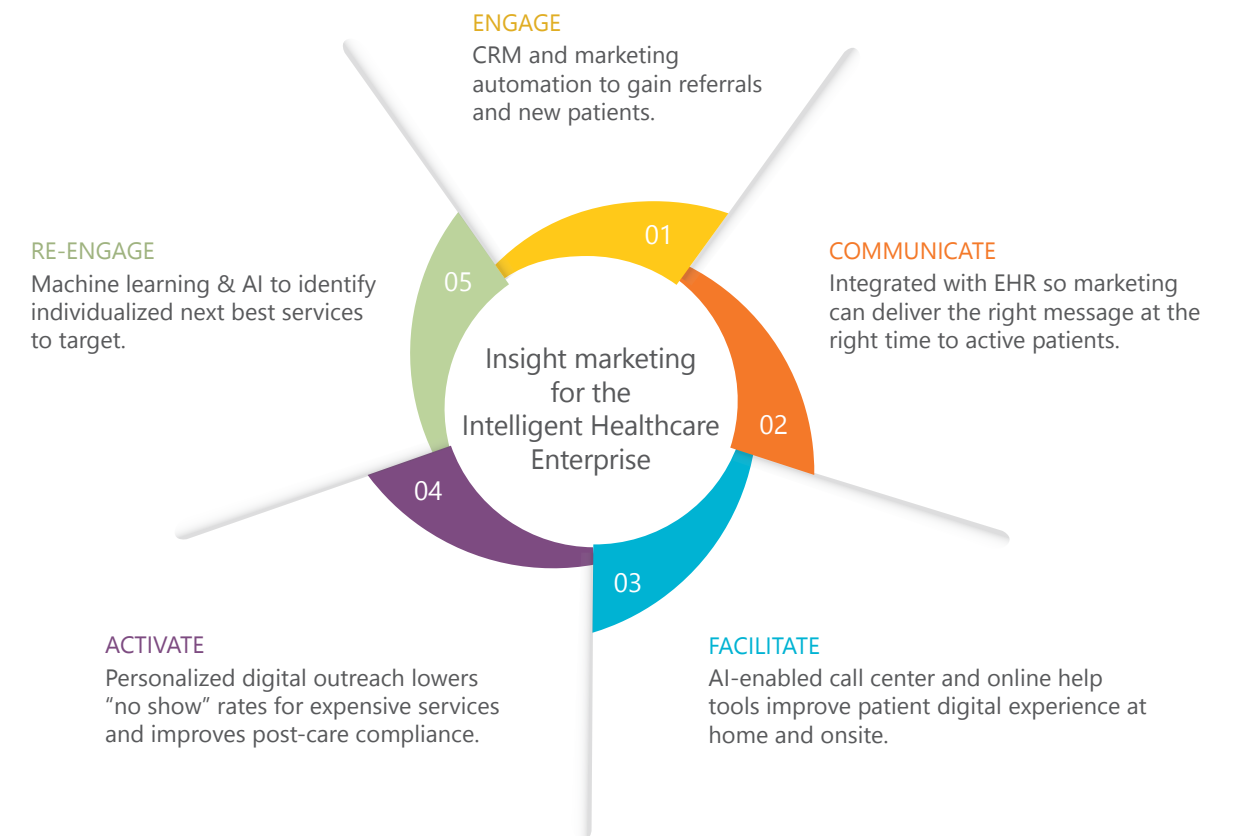 ENGAGE
CRM and marketing
automation to gain referrals
and new patients.
01
COMMUNICATE
Integrated with EHR so marketing
can deliver the right message at the
right time to active patients.
02
FACILITATE
AI-enabled call center and online help
tools improve patient digital experience at
home and onsite.
03
ACTIVATE
Personalized digital outreach lowers
“no show” rates for expensive services
and improves post-care compliance.
04
RE-ENGAGE
Machine learning & AI to identify
individualized next best services
to target.
05
Insight marketing
for the
Intelligent Healthcare
Enterprise